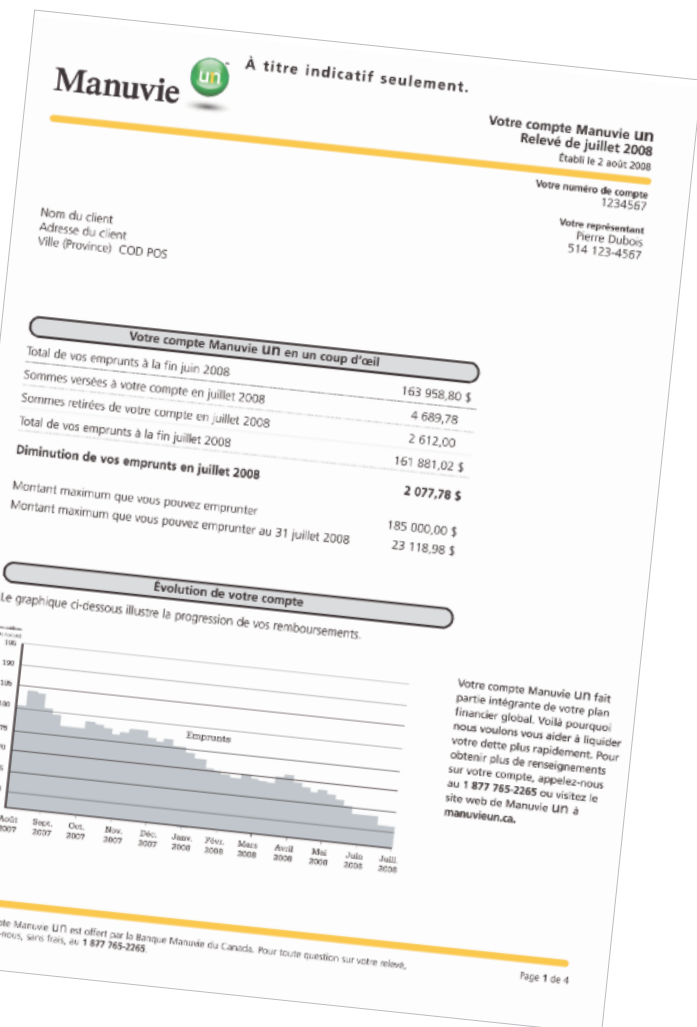 Manuvie un
À titre indicatif seulement.
Votre compte Manuvie un
Relevé de juillet 2008
Établi le 2 août 2008
Votre numéro de compte
1234567
Votre représentant
Pierre Dubois
514 123-4567
Nom du client
Adresse du client
Ville (Province) COD POS
Votre compte Manuvie un en un coup d'œil
Total de vos emprunts à la fin juin 2008 163 958,80 $
Sommes versées à votre compte en juillet 2008 4 689,78
Sommes retirées de votre compte en juillet 2008 2 612,00
Total de vos emprunts à la fin juillet 2008 161 881,02 $
Diminution de vos emprunts en juillet 2008 2 077,78 $
Montant maximum que vous pouvez emprunter 185 000,00 $
Montant maximum que vous pouvez emprunter au 31 juillet 2008 23 118,98 $
Évolution de votre compte
Le graphique ci-dessous illustre la progression de vos remboursements.
195
190
Emprunts
Août Sept. Oct. Nov. Déc. Janv. Févr. Mars Avril Mai Juin Juill.
2007 2007 2007 2007 2007 2008 2008 2008 2008 2008 2008 2008
Votre compte Manuvie un fait
partie intégrante de votre plan
financier global. Voilà pourquoi
nous voulons vous aider à liquider
votre dette plus rapidement. Pour
obtenir plus de renseignements
sur votre compte, appelez-nous
au 1 877 765-2265 ou visitez le
site web de Manuvie un à
manuvieun.ca.
Manuvie un est offert par la Banque Manuvie du Canada. Pour toute question sur votre relevé,
-nous, sans frais, au 1 877 765-2265.
Page 1 de 4